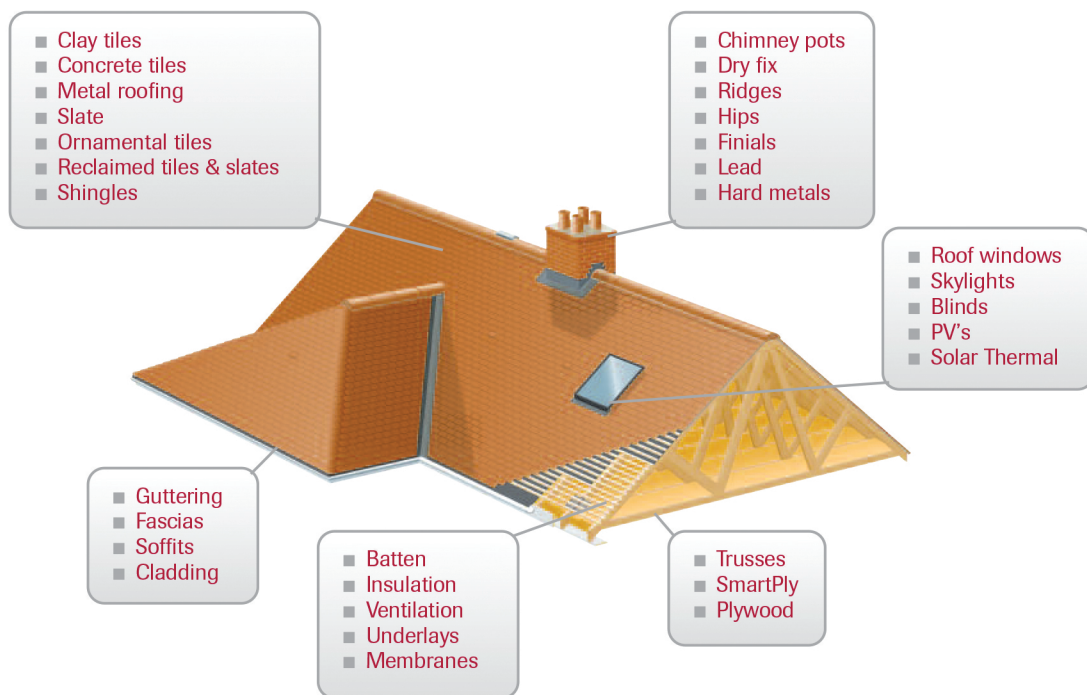 Clay tiles
Concrete tiles
Metal roofing
Slate
Ornamental tiles
Reclaimed tiles & slates
Shingles
Chimney pots
Dry fix
Ridges
Hips
Finials
Lead
Hard metals
Roof windows
Skylights
Blinds
PV's
Solar Thermal
Guttering
Fascias
Soffits
Cladding
Batten
Insulation
Ventilation
Underlays
Membranes
Trusses
SmartPly
Plywood